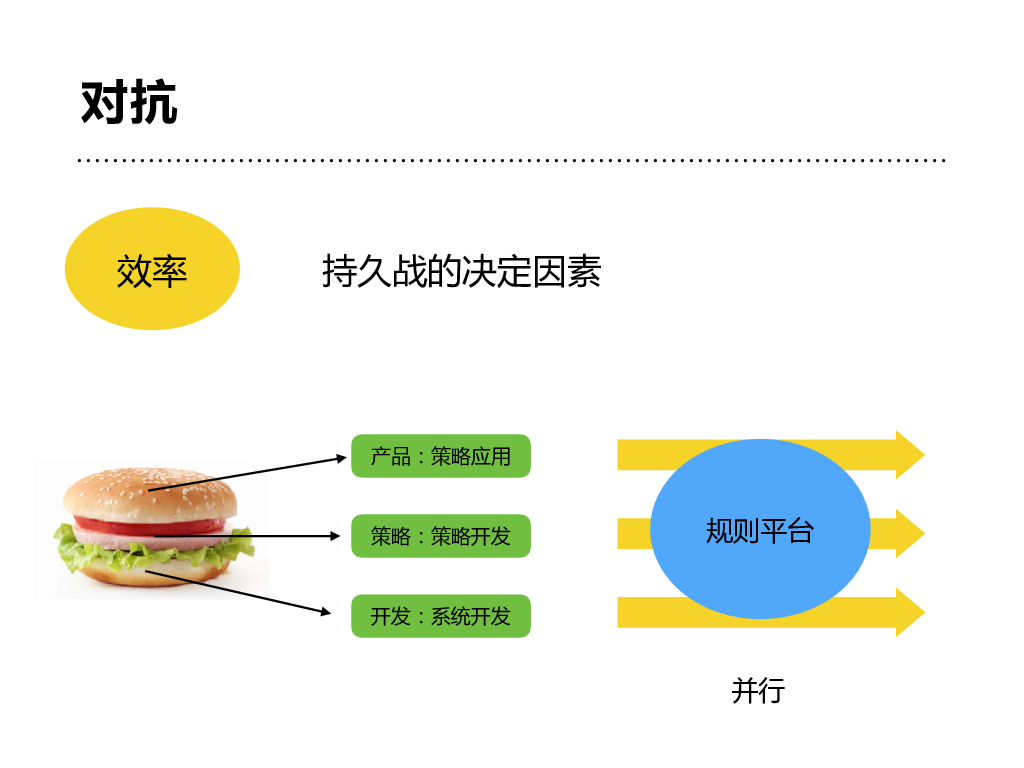 对抗
效率
持久战的决定因素
产品：策略应用
策略：策略开发
开发：系统开发
规则平台
并行